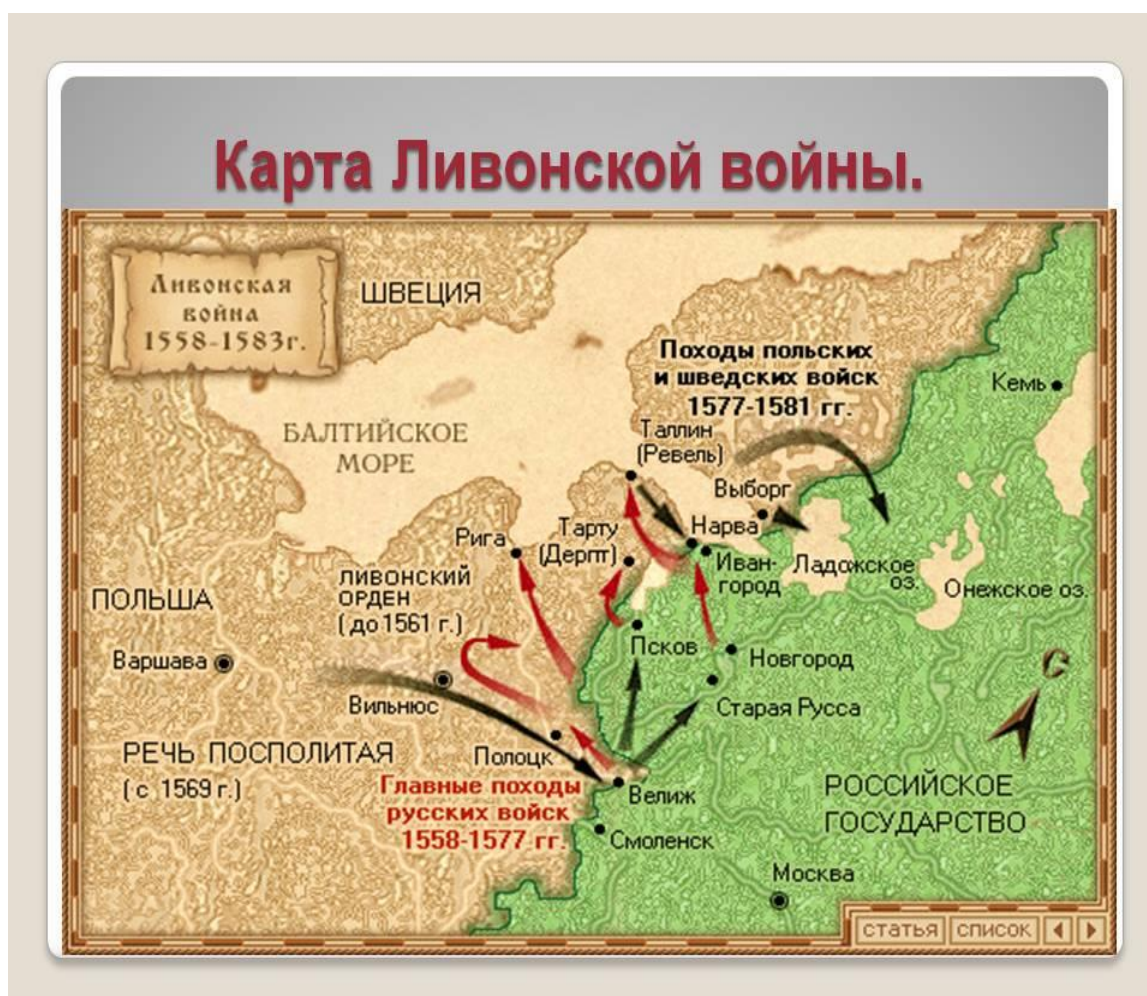 Карта Ливонской войны.
Ливонская
война
1558-1583г.
ШВЕЦИЯ
Походы польских
и шведских войск
1577-1581 гг.
Кемь
БАЛТИЙСКОЕ
МОРЕ
Таллин
(Ревель)
Выборг
Нарва
Рига
Тарту
(Дерпт)
Иван-
город
Ладожское
оз.
Онежское оз.
ЛИВОНСКИЙ
ОРДЕН
(до 1561 г.)
ПОЛЬША
Варшава
Псков
Новгород
С
Вильнюс
Старая Русса
РЕЧЬ ПОСПОЛИТАЯ
(с 1569 г.)
Полоцк
Главные походы
русских войск
1558-1577 гг.
Велиж
РОССИЙСКОЕ
ГОСУДАРСТВО
Смоленск
Москва
статья список